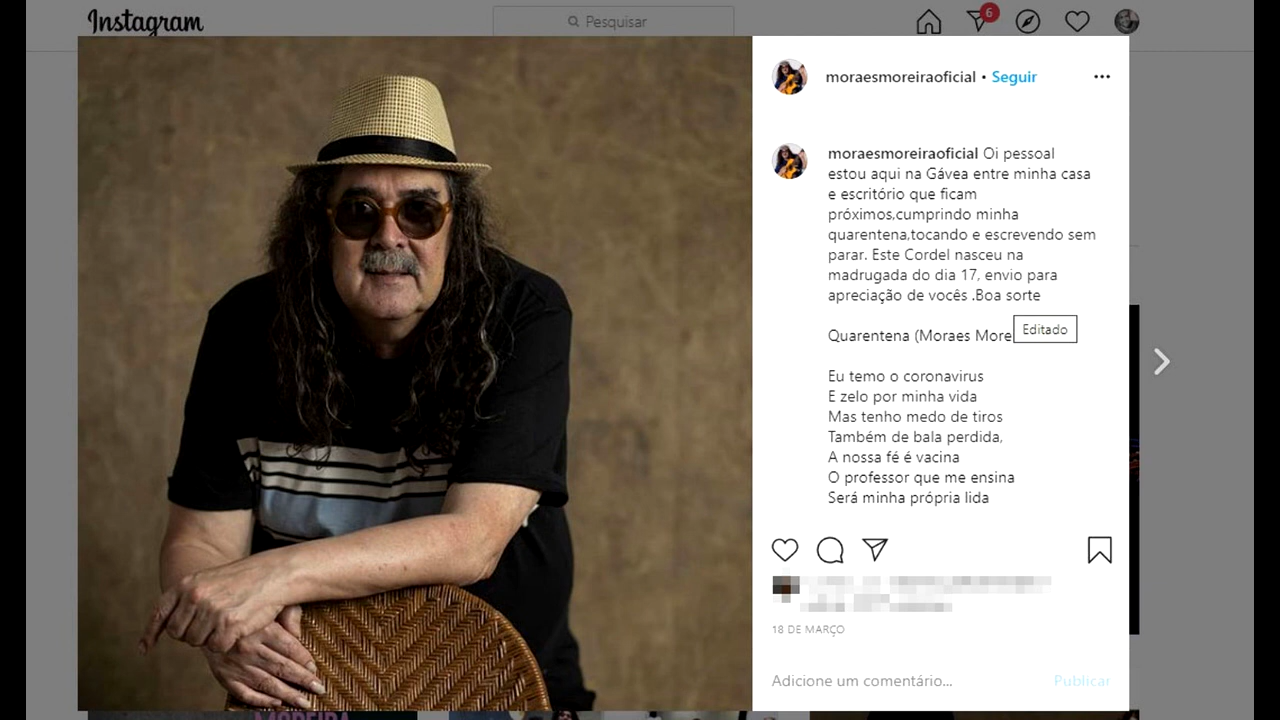 Instagram
Pesquisar
6
moraesmoreiraoficial • Seguir
moraesmoreiraoficial Oi pessoal
estou aqui na Gávea entre minha casa
e escritório que ficam
próximos,cumprindo minha
quarentena,tocando e escrevendo sem
parar. Este Cordel nasceu na
madrugada do dia 17, envio para
apreciação de vocês .Boa sorte
Quarentena (Moraes More
Editado
Eu temo o coronavirus
E zelo por minha vida
Mas tenho medo de tiros
Também de bala perdida,
A nossa fé é vacina
O professor que me ensina
Será minha própria lida
18 DE MARÇO
Adicione um comentário... Publicar